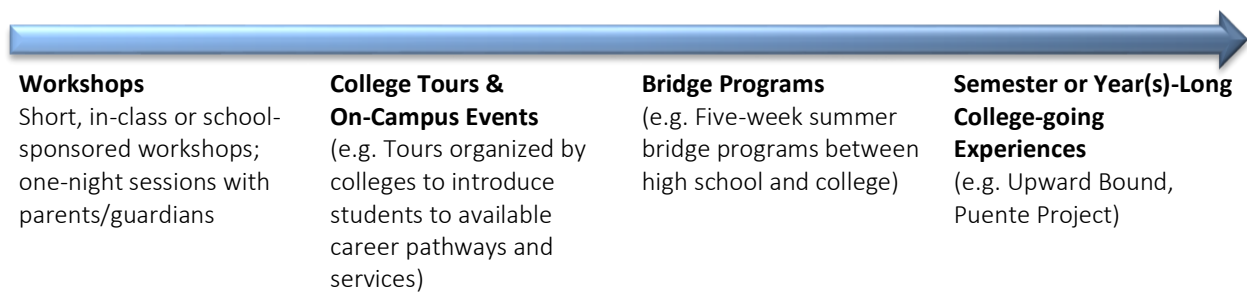 Workshops
Short, in-class or school-
sponsored workshops;
one-night sessions with
parents/guardians
College Tours &
On-Campus Events
(e.g. Tours organized by
colleges to introduce
students to available
career pathways and
services)
Bridge Programs
(e.g. Five-week summer
bridge programs between
high school and college)
Semester or Year(s)-Long
College-going
Experiences
(e.g. Upward Bound,
Puente Project)